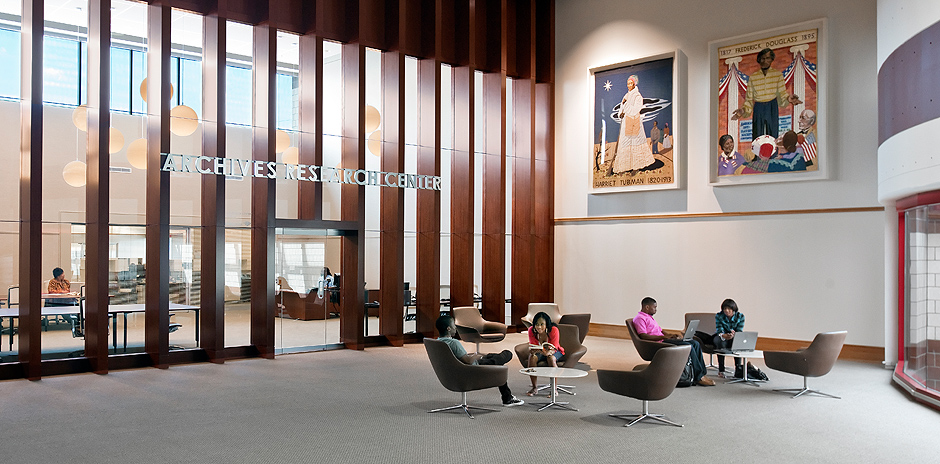 ARCHIVES RESEARCH CENTER
HARRIET TUBMAN 1820-1913
1817. FREDERICK DOUGLASS 1895